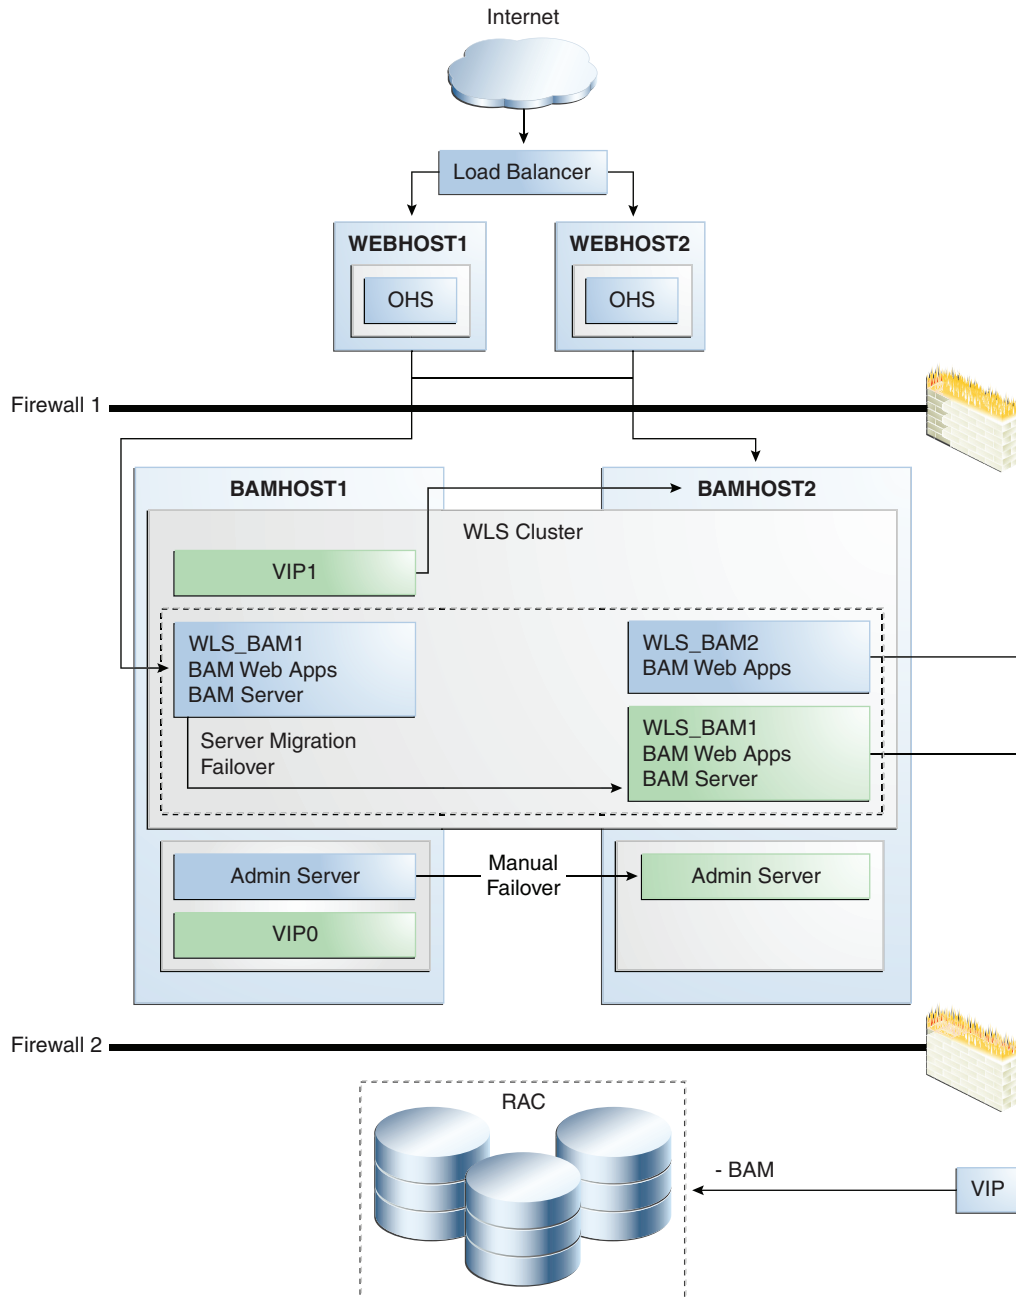 Internet
Load Balancer
WEBHOST1
WEBHOST2
OHS
OHS
Firewall 1
BAMHOST1
BAMHOST2
WLS Cluster
VIP1
WLS_BAM1
BAM Web Apps
BAM Server
WLS_BAM2
BAM Web Apps
Server Migration
Failover
WLS_BAM1
BAM Web Apps
BAM Server
Admin Server
Manual
Failover
Admin Server
VIP0
Firewall 2
RAC
- BAM
VIP